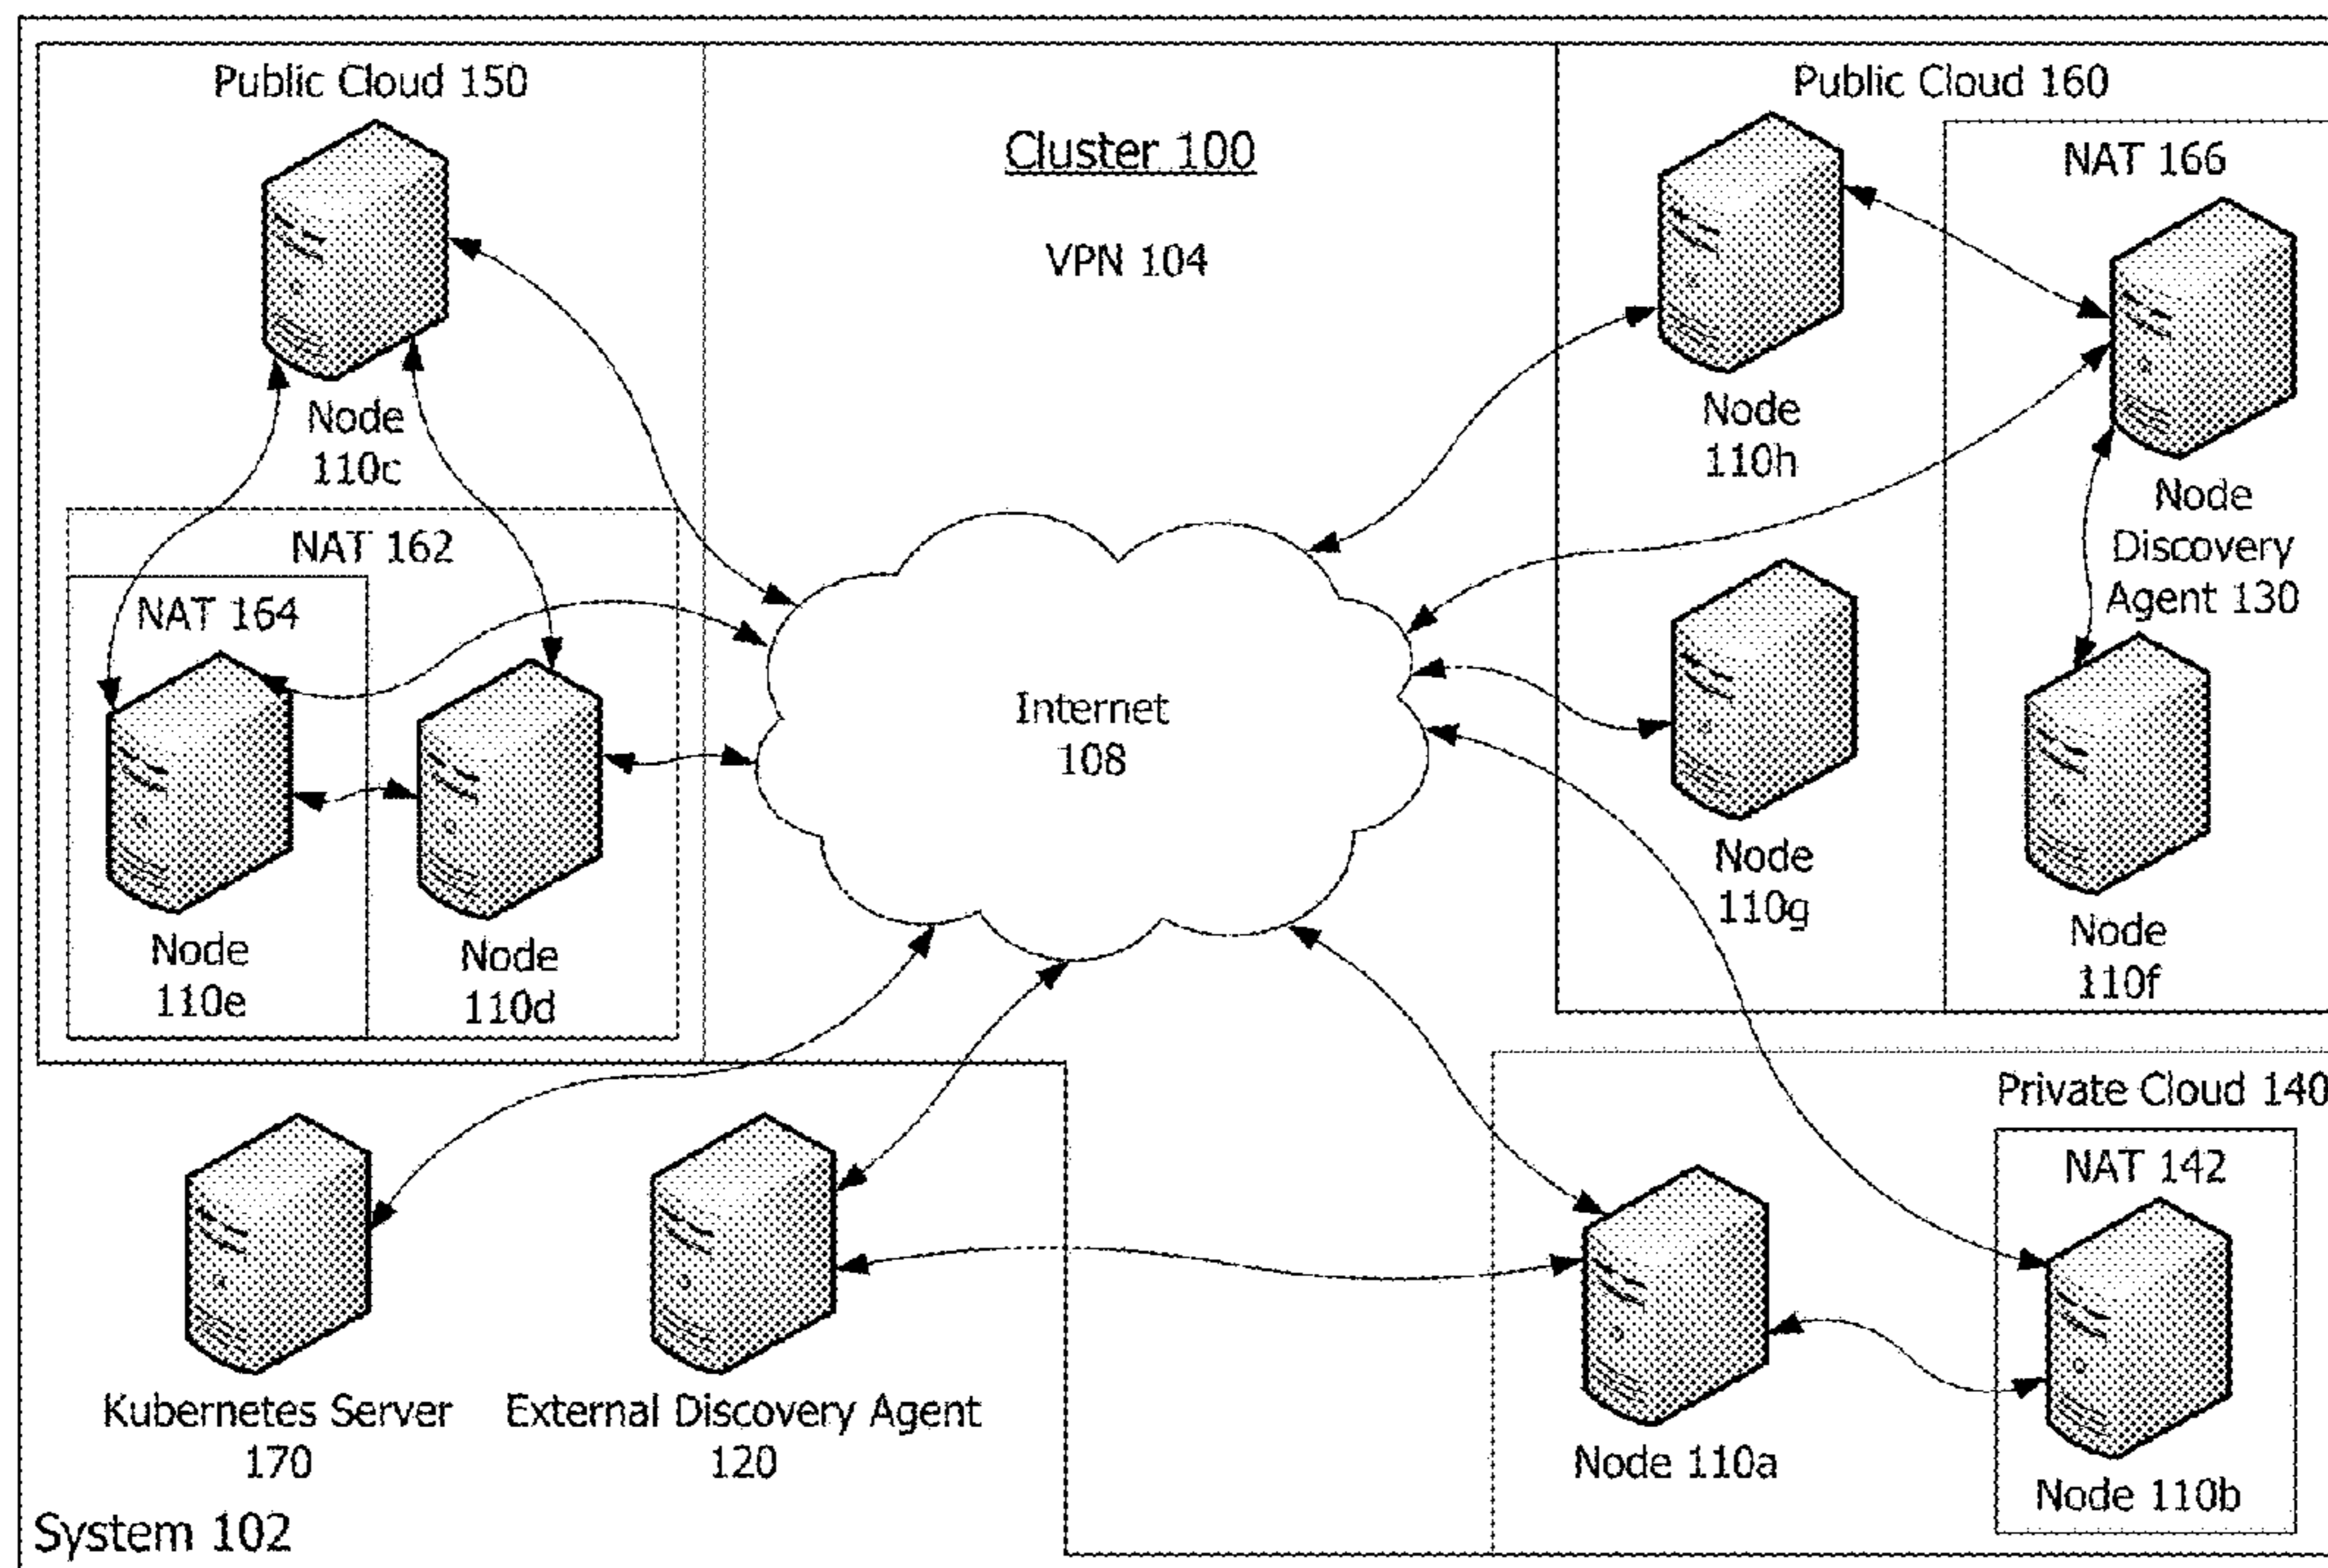 Public Cloud 150
Cluster 100
VPN 104
Public Cloud 160
NAT 166
Node
110c
Node
110h
Node
Discovery
Agent 130
NAT 162
NAT 164
Internet
108
Node
110e
Node
110d
Node
110g
Node
110f
Private Cloud 140
NAT 142
Kubernetes Server
170
External Discovery Agent
120
Node 110a
Node 110b
System 102